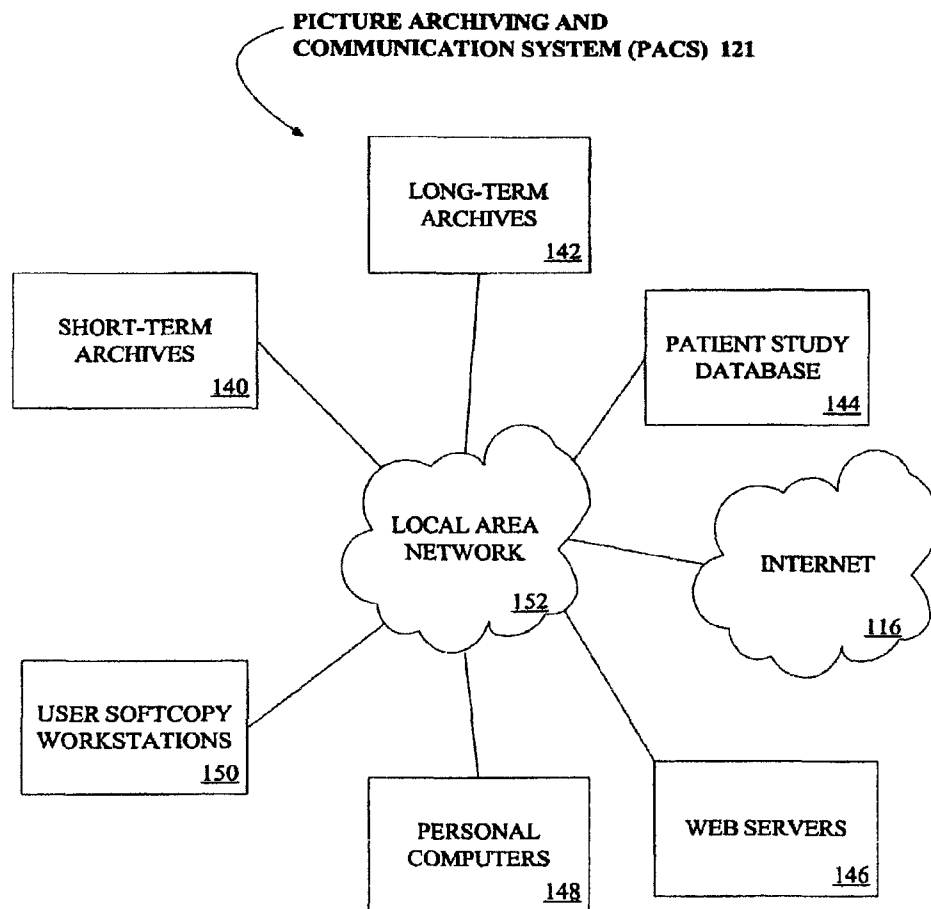 PICTURE ARCHIVING AND
COMMUNICATION SYSTEM (PACS) 121
LONG-TERM
ARCHIVES
142
SHORT-TERM
ARCHIVES
140
PATIENT STUDY
DATABASE
144
LOCAL AREA
NETWORK
152
INTERNET
116
USER SOFTCOPY
WORKSTATIONS
150
PERSONAL
COMPUTERS
148
WEB SERVERS
146